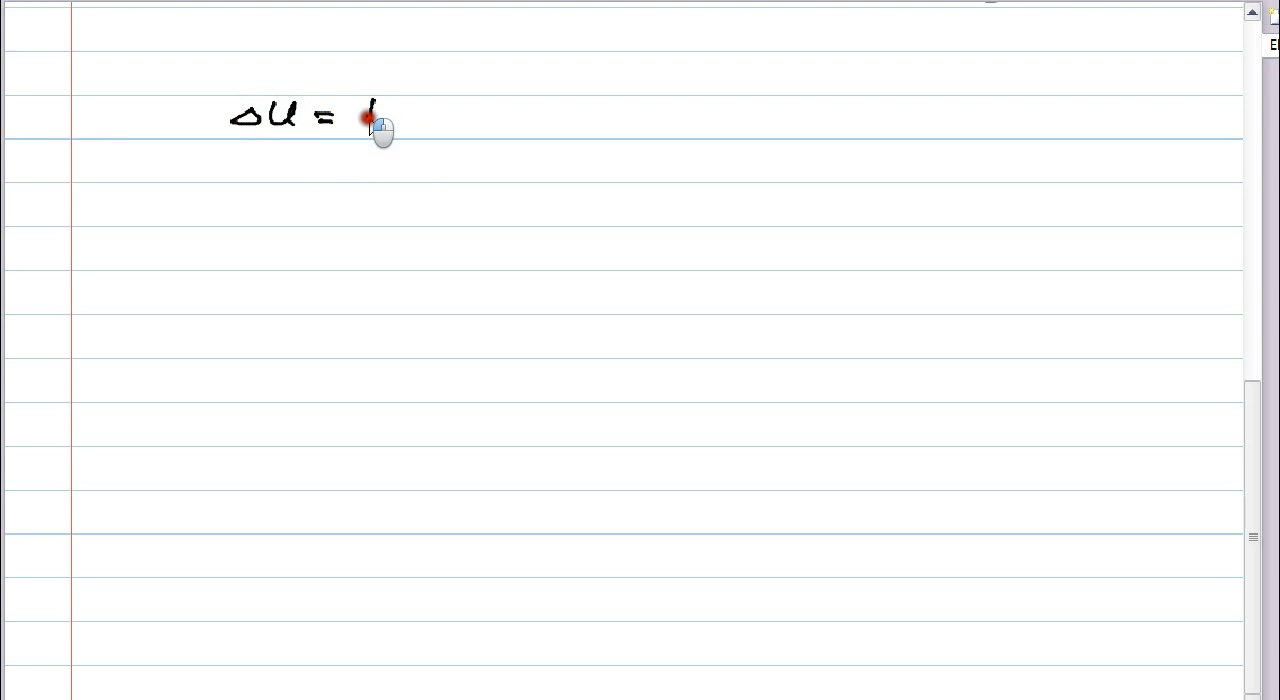 ΔU =